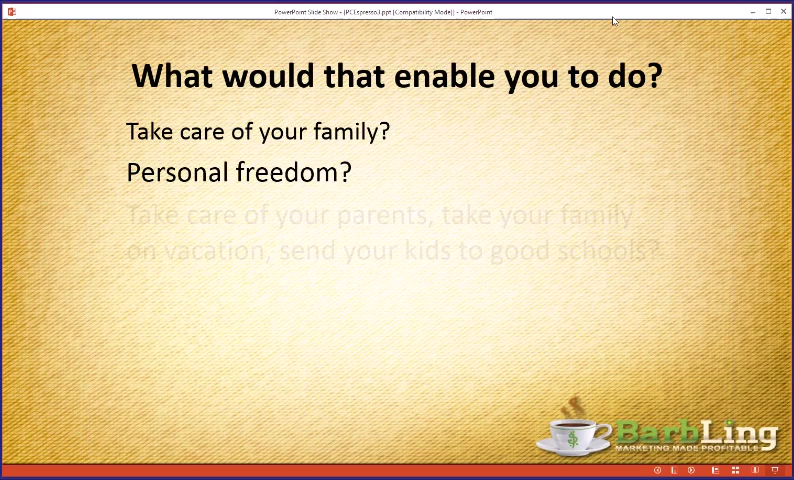 PowerPoint Slide Show - [PCEspresso3.ppt [Compatibility Mode]] - PowerPoint
What would that enable you to do?
Take care of your family?
Personal freedom?
Take care of your parents, take your family
on vacation, send your kids to good schools?
$
BarbLing
MARKETING MADE PROFITABLE